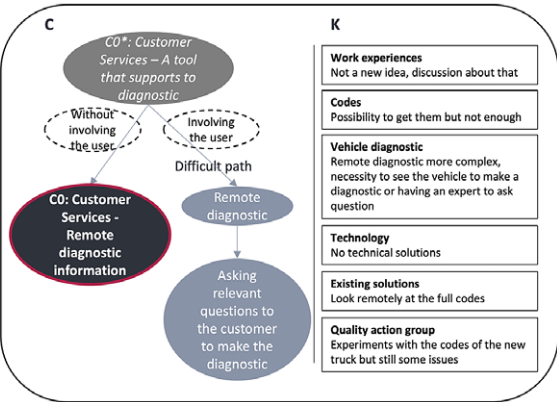 C
C0*: Customer
Services – A tool
that supports to
diagnostic
Without
involving
the user
Involving
the user
Difficult path
C0: Customer
Services -
Remote
diagnostic
information
Remote
diagnostic
Asking
relevant
questions to
the customer
to make the
diagnostic
K
Work experiences
Not a new idea, discussion about that
Codes
Possibility to get them but not enough
Vehicle diagnostic
Remote diagnostic more complex,
necessity to see the vehicle to make a
diagnostic or having an expert to ask
question
Technology
No technical solutions
Existing solutions
Look remotely at the full codes
Quality action group
Experiments with the codes of the new
truck but still some issues